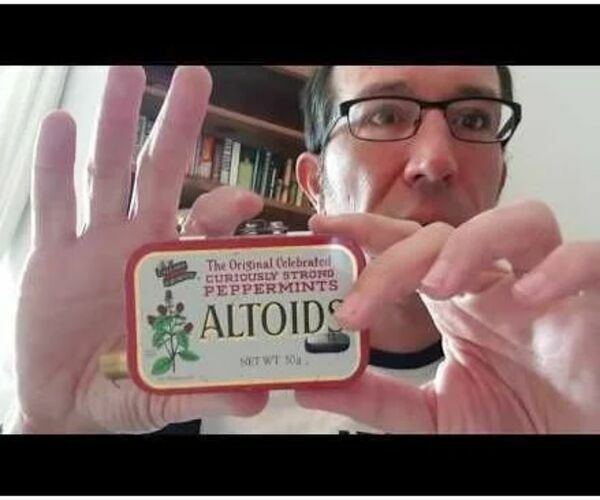 The Original Celebrated
CURIOUSLY STRONG
PEPPERMINTS
ALTOIDS
NET WT 50g